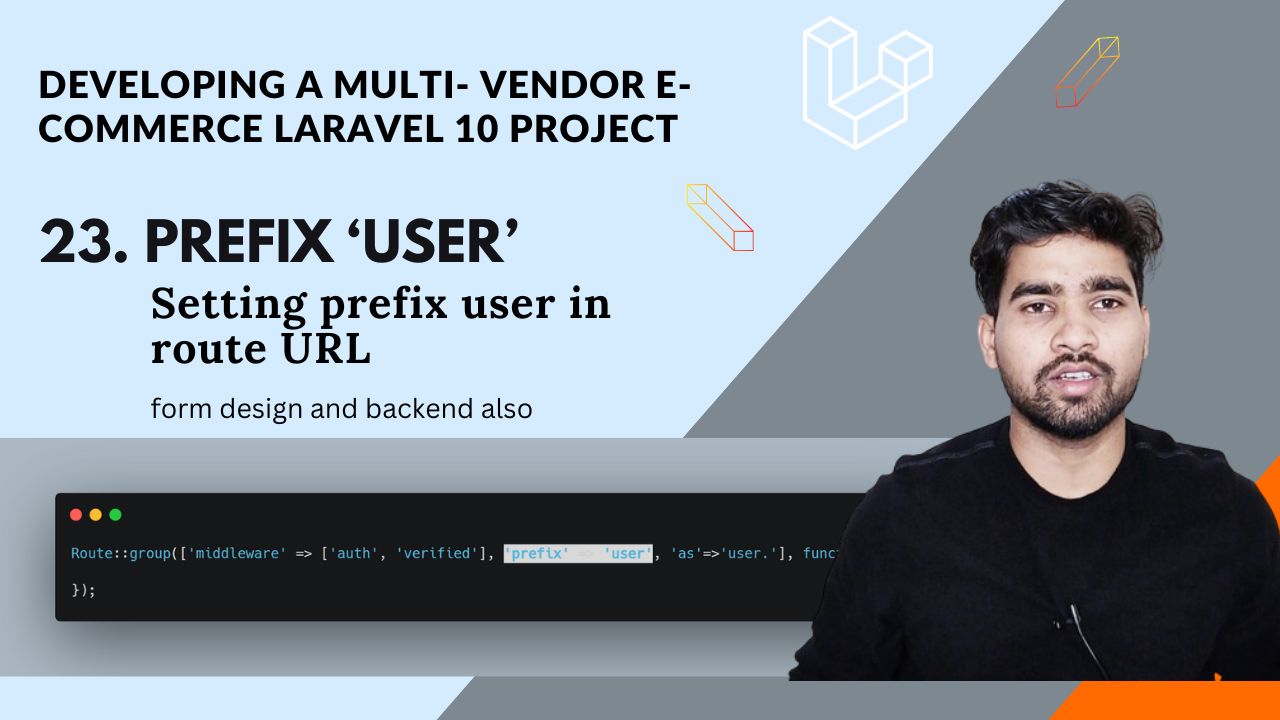 DEVELOPING A MULTI- VENDOR E-
COMMERCE LARAVEL 10 PROJECT
23. PREFIX ‘USER’
Setting prefix user in
route URL
form design and backend also
Route::group(['middleware' => ['auth', 'verified'], 'prefix' => 'user', 'as'=>'user.'], func
});